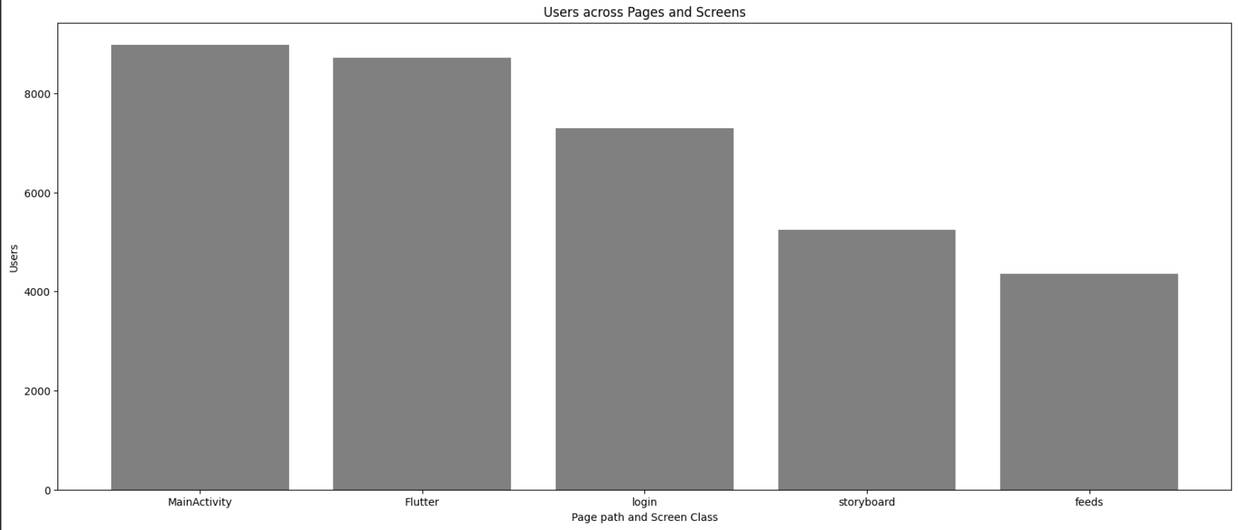 Users across Pages and Screens
Users
8000
6000
4000
2000
0
MainActivity
Flutter
login
storyboard
feeds
Page path and Screen Class